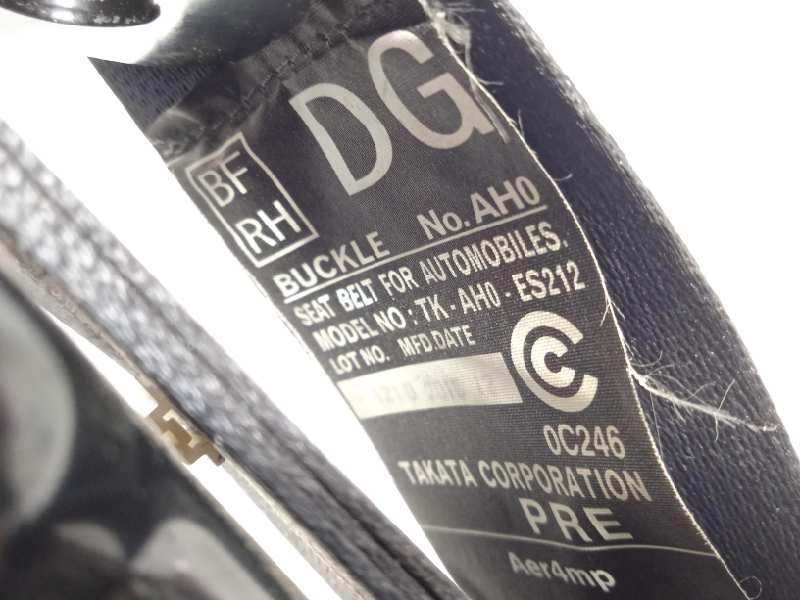 DG
BF
RH
BUCKLE No. AH0
SEAT BELT FOR AUTOMOBILES.
MODEL NO : TK - AH0 - ES212
LOT NO. MFD.DATE
0C246
TAKATA CORPORATION
PRE
Aer4mp